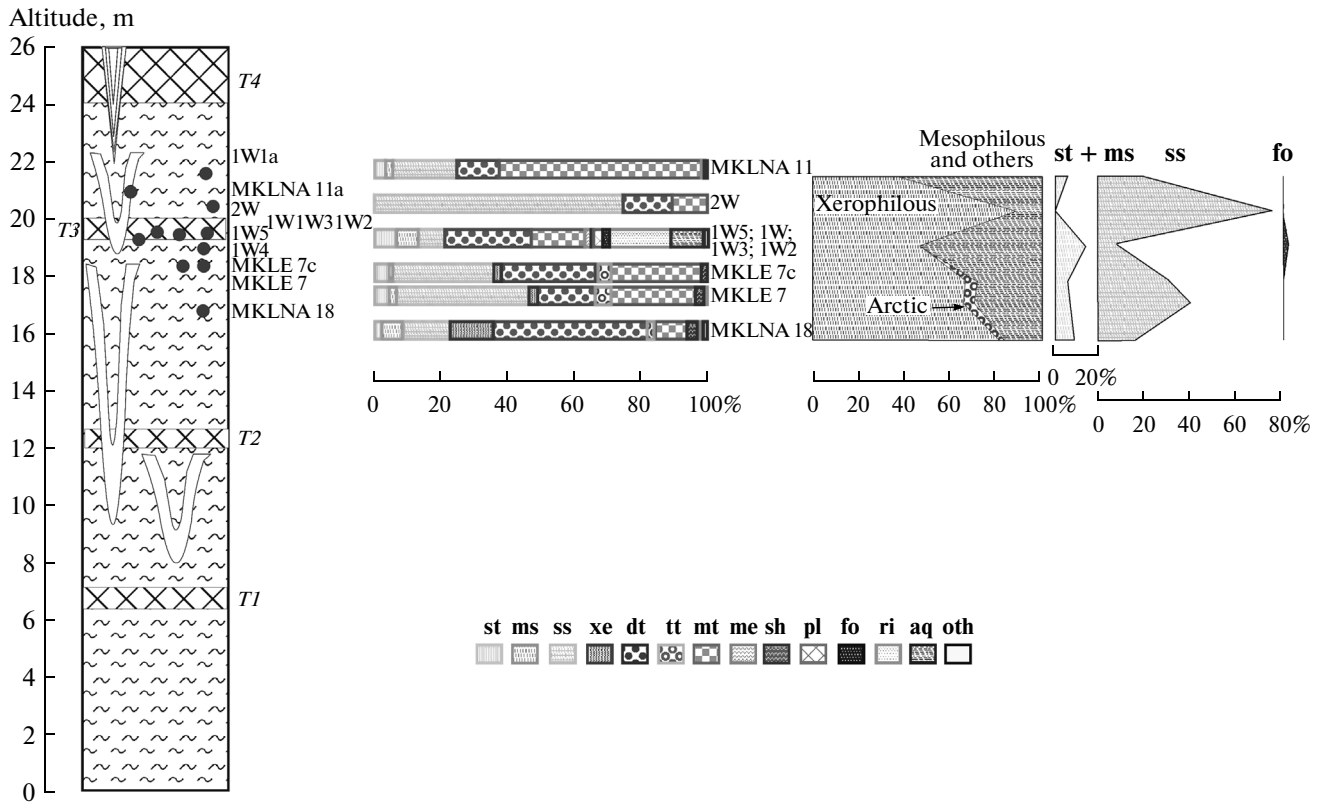 Altitude, m
26
24
22
20
18
16
14
12
10
8
6
4
2
0
T4
T3
T2
T1
1W1a
MKLNA 11a
2W
1W1W31W2
1W5
1W4
MKLE 7c
MKLE 7
MKLNA 18
MKLNA 11
2W
1W5; 1W;
1W3; 1W2
MKLE 7c
MKLE 7
MKLNA 18
0 20 40 60 80 100%
Mesophilous
and others
Xerophilous
Arctic
0 20 40 60 80 100%
st + ms ss fo
0 20%
0 20 40 60 80%
st ms ss xe dt tt mt me sh pl fo ri aq oth